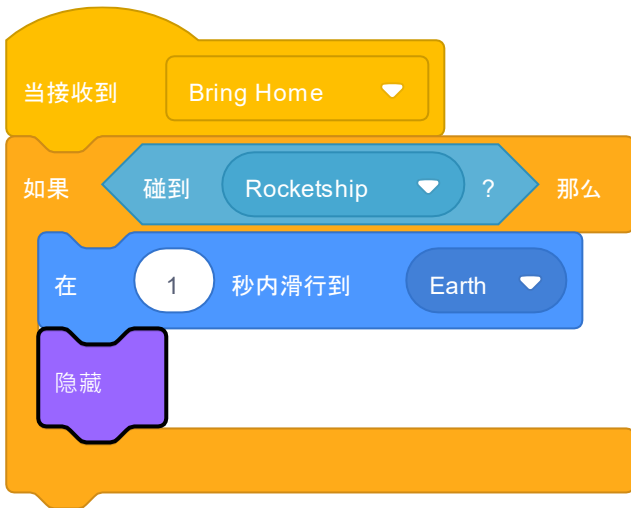 当接收到 Bring Home
如果 碰到 Rocketship ? 那么
在 1 秒内滑行到 Earth
隐藏